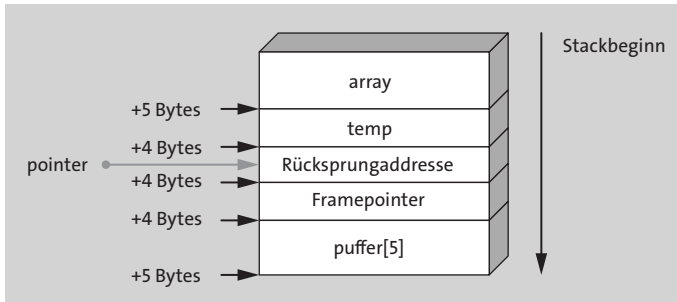 Stackbeginn
array
+5 Bytes
temp
+4 Bytes
pointer
Rücksprungaddresse
+4 Bytes
Framepointer
+4 Bytes
puffer[5]
+5 Bytes